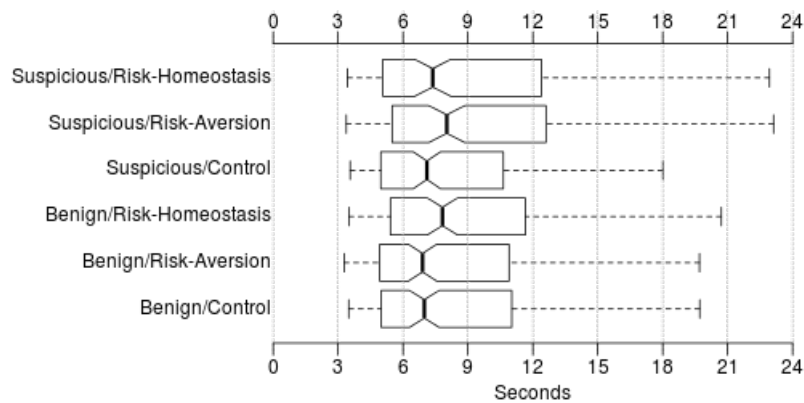 0 3 6 9 12 15 18 21 24
Suspicious/Risk-Homeostasis
Suspicious/Risk-Aversion
Suspicious/Control
Benign/Risk-Homeostasis
Benign/Risk-Aversion
Benign/Control
0 3 6 9 12 15 18 21 24
Seconds